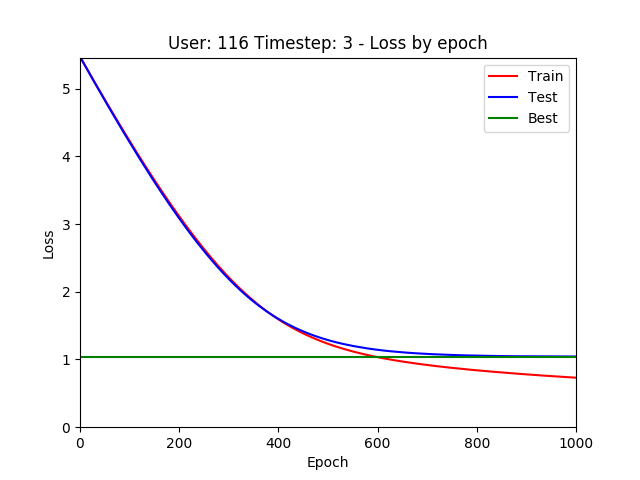 User: 116 Timestep: 3 - Loss by epoch
Train
Test
Best
Loss
5
4
3
2
1
0
0 200 400 600 800 1000
Epoch